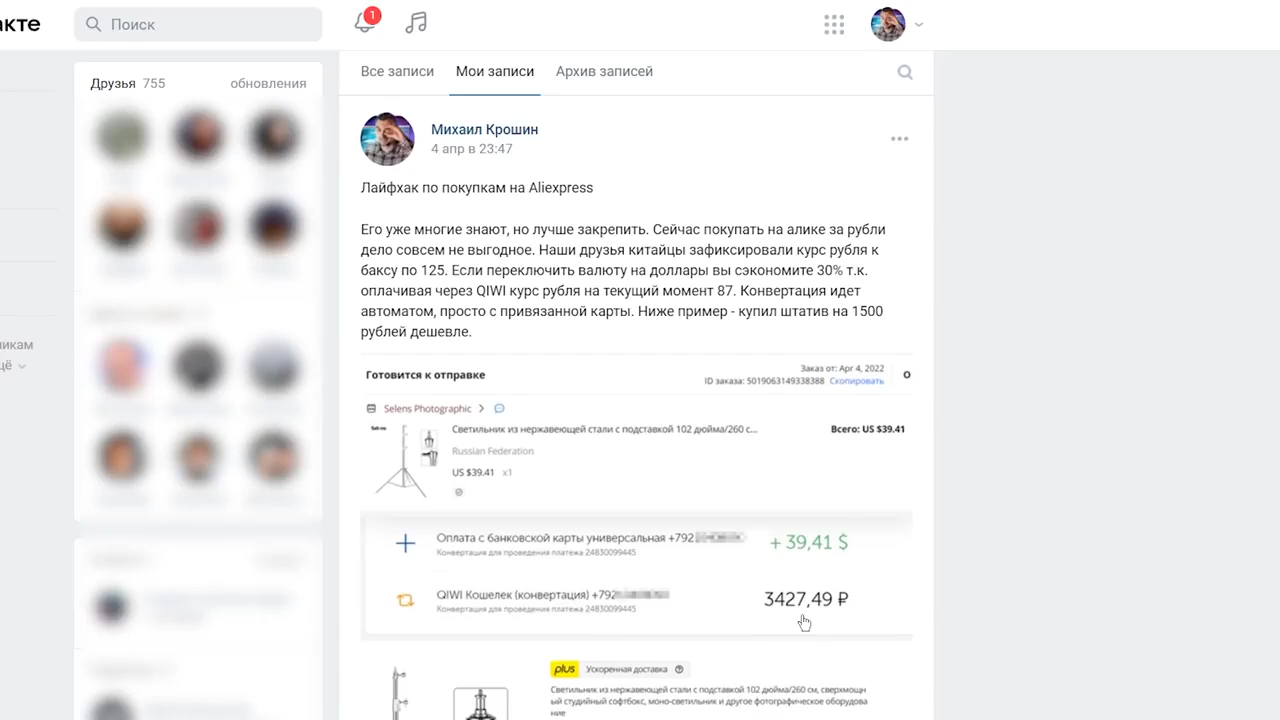 акте
Поиск
1
Друзья 755
обновления
никам
щё
Все записи
Мои записи
Архив записей
Михаил Крошин
4 апр в 23:47
Лайфхак по покупкам на Aliexpress
Его уже многие знают, но лучше закрепить. Сейчас покупать на алике за рубли
дело совсем не выгодное. Наши друзья китайцы зафиксировали курс рубля к
баксу по 125. Если переключить валюту на доллары вы сэкономите 30% т.к.
оплачивая через QIWI курс рубля на текущий момент 87. Конвертация идет
автоматом, просто с привязанной карты. Ниже пример - купил штатив на 1500
рублей дешевле.
Готовится к отправке
Заказ от: Apr 4, 2022
ID заказа: 5019063149338388 Скопировать
О
Selens Photographic
Светильник из нержавеющей стали с подставкой 102 дюйма/260 с...
Всего: US $39.41
Russian Federation
US $39.41 x1
Оплата с банковской карты универсальная +792
+ 39,41 $
Конвертация для проведения платежа 24830099445
QIWI Кошелек (конвертация) +792
3427,49 ₽
Конвертация для проведения платежа 24830099445
plus Ускоренная доставка
Светильник из нержавеющей стали с подставкой 102 дюйма/260 см, сверхмощн
ый студийный софтбокс, моно-светильник и другое фотографическое оборудова
ние